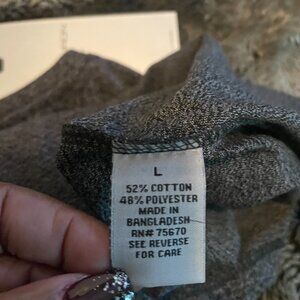 L
52% COTTON
48% POLYESTER
MADE IN
BANGLADESH
RN# 75670
SEE REVERSE
FOR CARE